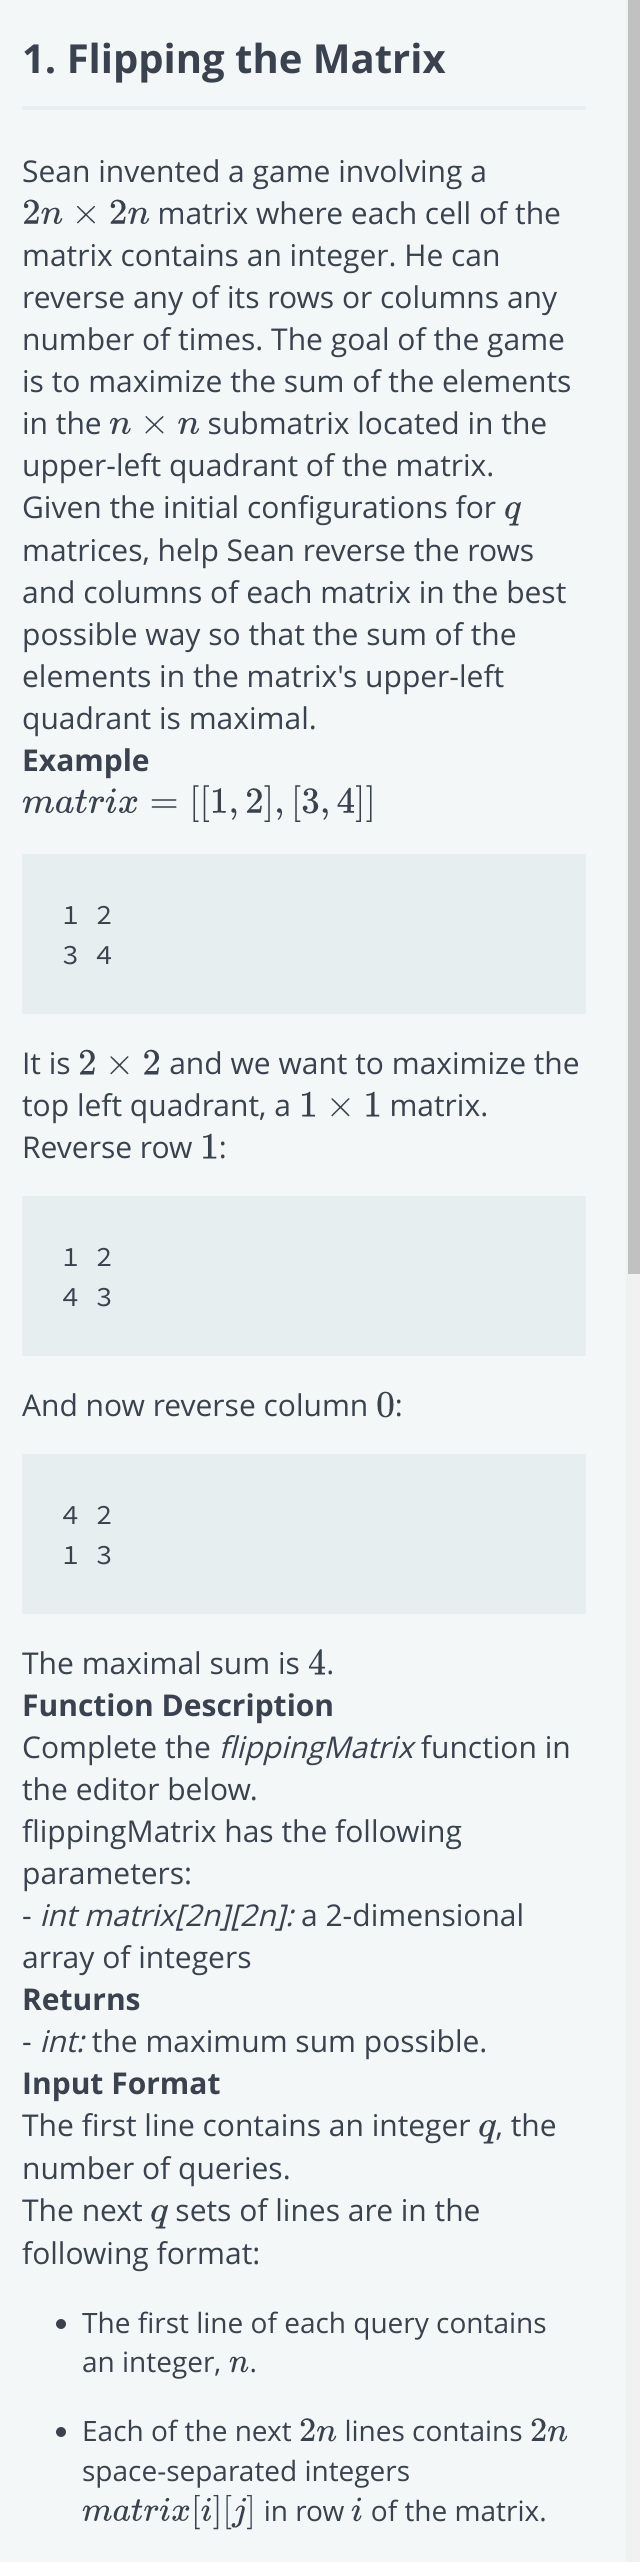 1. Flipping the Matrix
Sean invented a game involving a
2n × 2n matrix where each cell of the
matrix contains an integer. He can
reverse any of its rows or columns any
number of times. The goal of the game
is to maximize the sum of the elements
in the n × n submatrix located in the
upper-left quadrant of the matrix.
Given the initial configurations for q
matrices, help Sean reverse the rows
and columns of each matrix in the best
possible way so that the sum of the
elements in the matrix's upper-left
quadrant is maximal.
Example
matrix = [[1, 2], [3, 4]]
1 2
3 4
It is 2 × 2 and we want to maximize the
top left quadrant, a 1 × 1 matrix.
Reverse row 1:
1 2
4 3
And now reverse column 0:
4 2
1 3
The maximal sum is 4.
Function Description
Complete the flippingMatrix function in
the editor below.
flippingMatrix has the following
parameters:
- int matrix[2n][2n]: a 2-dimensional
array of integers
Returns
- int: the maximum sum possible.
Input Format
The first line contains an integer q, the
number of queries.
The next q sets of lines are in the
following format:
• The first line of each query contains
an integer, n.
• Each of the next 2n lines contains 2n
space-separated integers
matrix[i][j] in row i of the matrix.